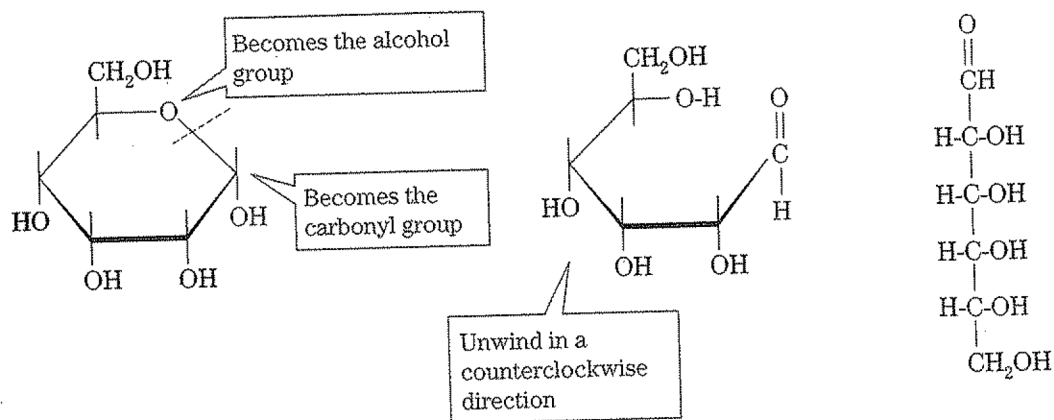 Becomes the alcohol
group
CH₂OH
O
HO
OH
OH
OH
Becomes the
carbonyl group
CH₂OH
O-H
O
C
H
HO
OH
OH
Unwind in a
counterclockwise
direction
O
CH
H-C-OH
H-C-OH
H-C-OH
H-C-OH
CH₂OH